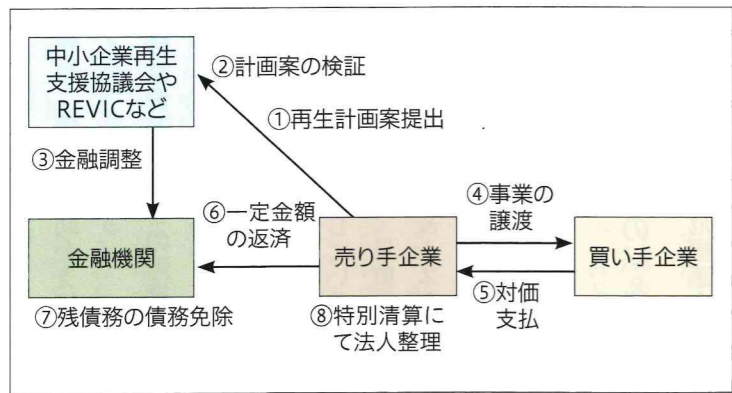 中小企業再生
支援協議会や
REVICなど
②計画案の検証
①再生計画案提出
③金融調整
④事業の
譲渡
⑥一定金額
の返済
金融機関
売り手企業
買い手企業
⑤対価
支払
⑦残債務の債務免除
⑧特別清算に
て法人整理